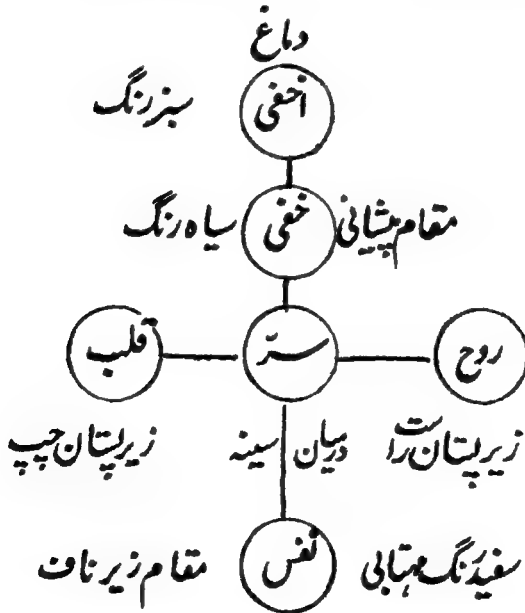 دماغ
اخفی سبز رنگ
مقام پیشانی خفی سیاہ رنگ
روح سرّ قلب
زیر پستان راست درمیان سینہ زیر پستان چپ
سفید رنگ مہتابی نفس مقام زیر ناف